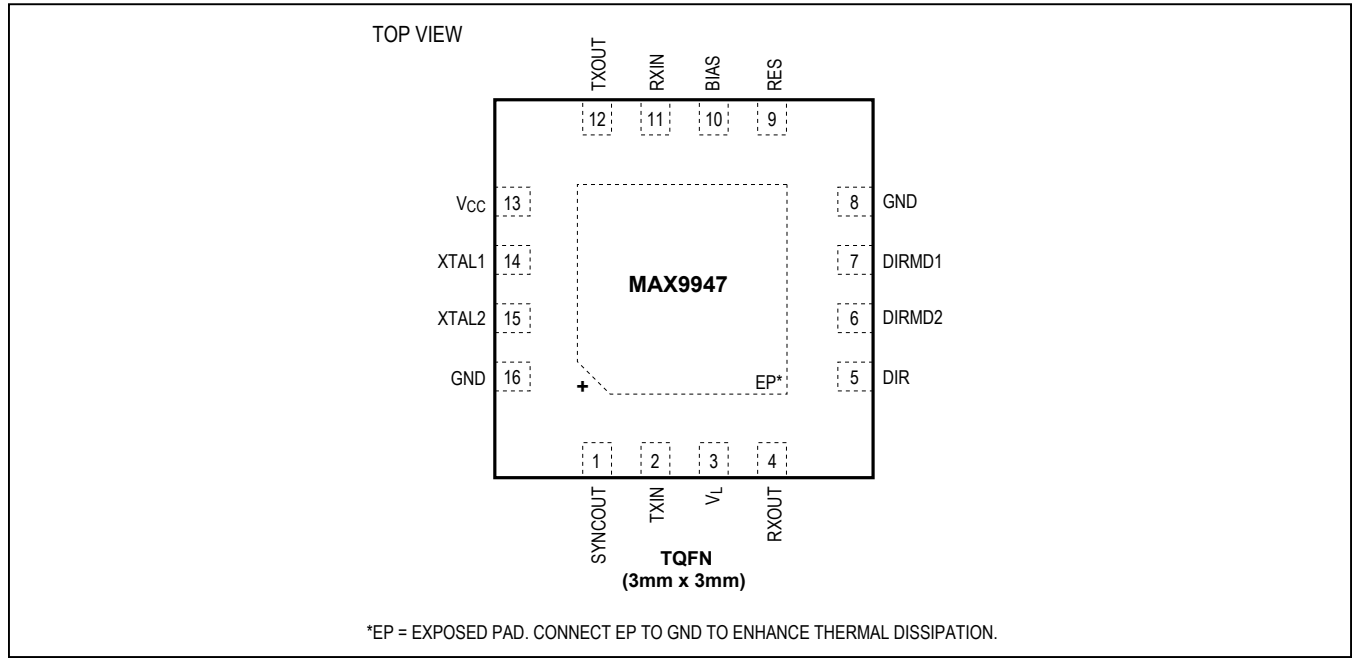 TOP VIEW
TXOUT
RXIN
BIAS
RES
12
11
10
9
VCC 13
8 GND
XTAL1 14
7 DIRMD1
MAX9947
XTAL2 15
6 DIRMD2
GND 16
5 DIR
+
EP*
1
2
3
4
SYNCOUT
TXIN
VL
RXOUT
TQFN
(3mm x 3mm)
*EP = EXPOSED PAD. CONNECT EP TO GND TO ENHANCE THERMAL DISSIPATION.